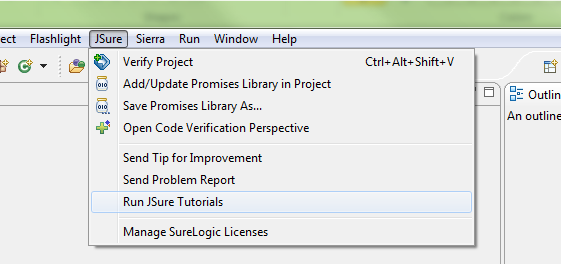 ect Flashlight JSure Sierra Run Window Help
Verify Project Ctrl+Alt+Shift+V
Add/Update Promises Library in Project
Save Promises Library As...
Open Code Verification Perspective
Send Tip for Improvement
Send Problem Report
Run JSure Tutorials
Manage SureLogic Licenses
Outlin
An outline